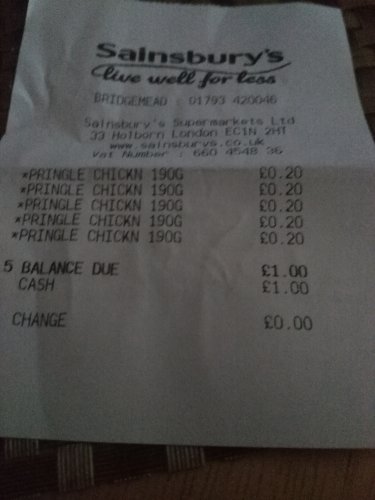 Sainsbury's
live well for less
BRIDGEMEAD : 01793 420046
Sainsbury's Supermarkets Ltd
33 Holborn London EC1N 2HT
www.sainsburys.co.uk
Vat Number : 660 4548 36
*PRINGLE CHICKN 190G £0.20
*PRINGLE CHICKN 190G £0.20
*PRINGLE CHICKN 190G £0.20
*PRINGLE CHICKN 190G £0.20
*PRINGLE CHICKN 190G £0.20
5 BALANCE DUE £1.00
CASH £1.00
CHANGE £0.00